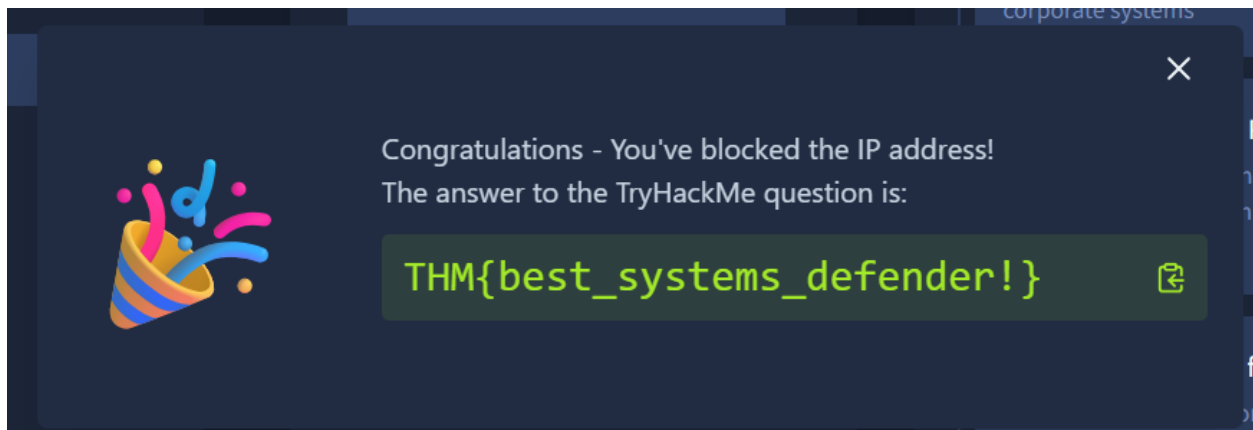 corporate systems
Congratulations - You've blocked the IP address!
The answer to the TryHackMe question is:
THM{best_systems_defender!}